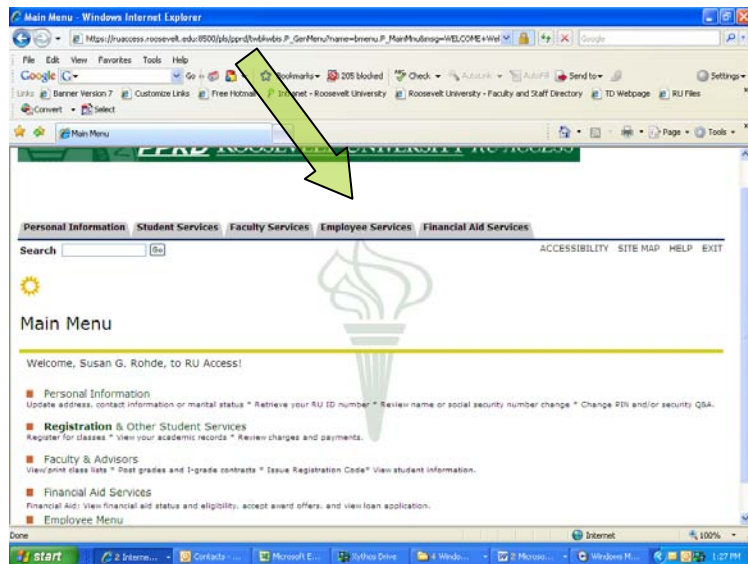 Main Menu - Windows Internet Explorer
https://ruaccess.roosevelt.edu:8500/pls/pprd/twbkwbis.P_GenMenu?name=bmenu.P_MainMnu&msg=WELCOME+Wel
Google
File Edit View Favorites Tools Help
Google G Go Bookmarks 205 blocked Check AutoLink AutoFill Send to Settings
Links Banner Version 7 Customize Links Free Hotmail Intranet - Roosevelt University Roosevelt University - Faculty and Staff Directory TD Webpage RU Files
Convert Select
Main Menu Page Tools
PPRD ROOSEVELT UNIVERSITY RU ACCESS
Personal Information Student Services Faculty Services Employee Services Financial Aid Services
Search Go ACCESSIBILITY SITE MAP HELP EXIT
Main Menu
Welcome, Susan G. Rohde, to RU Access!
Personal Information
Update address, contact information or marital status * Retrieve your RU ID number * Review name or social security number change * Change PIN and/or security Q&A.
Registration & Other Student Services
Register for classes * View your academic records * Review charges and payments.
Faculty & Advisors
View/print class lists * Post grades and I-grade contracts * Issue Registration Code* View student information.
Financial Aid Services
Financial Aid: View financial aid status and eligibility, accept award offers, and view loan application.
Employee Menu
Done Internet 100%
start 2 Interne... Contacts - ... Microsoft E... Xythos Drive 4 Windo... 2 Microso... Windows M... 1:27 PM